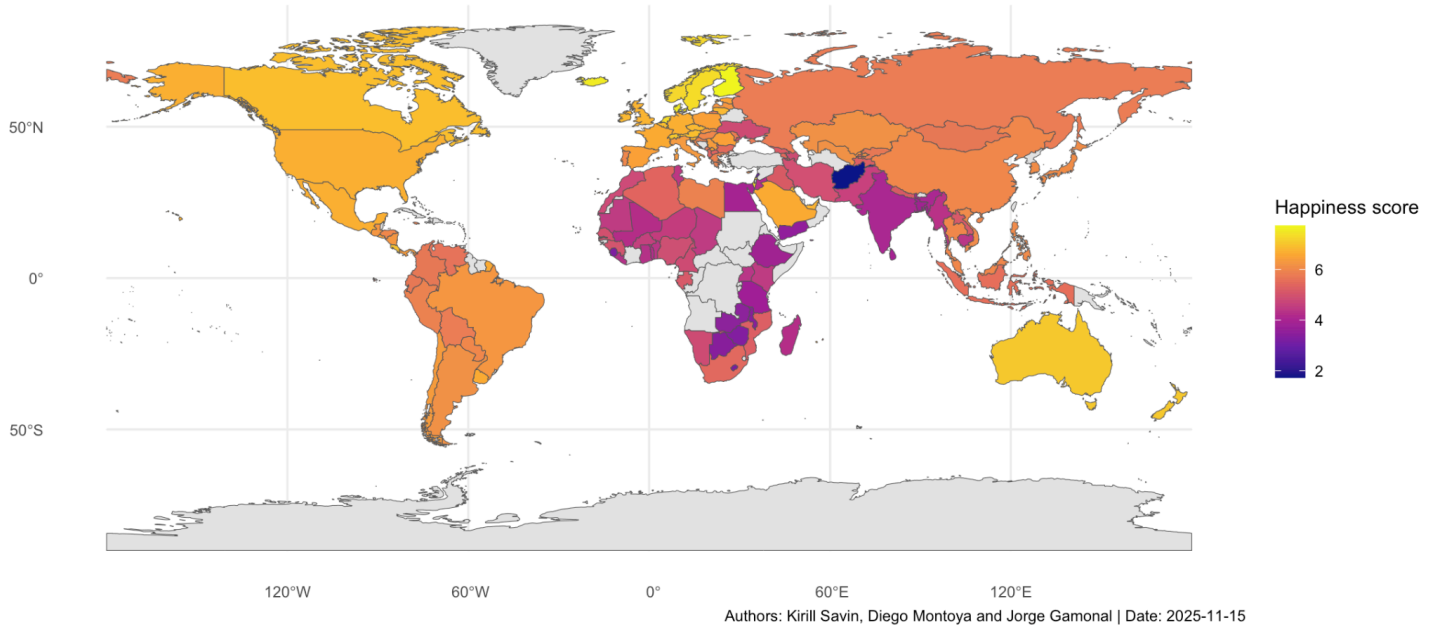 50°N
0°
50°S
120°W
60°W
0°
60°E
120°E
Happiness score
6
4
2
Authors: Kirill Savin, Diego Montoya and Jorge Gamonal | Date: 2025-11-15